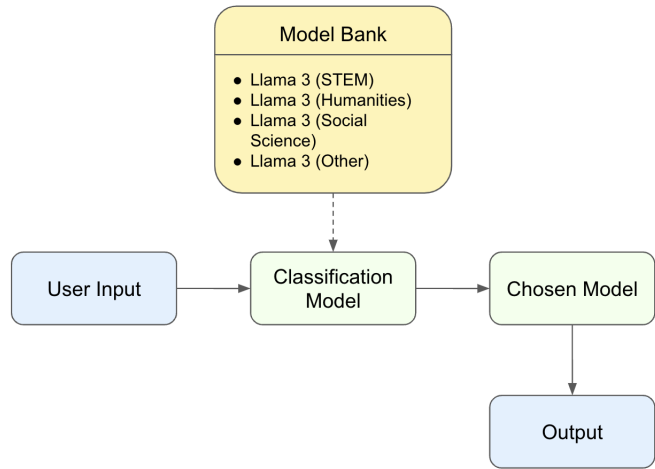 Model Bank
● Llama 3 (STEM)
● Llama 3 (Humanities)
● Llama 3 (Social
Science)
● Llama 3 (Other)
User Input
Classification
Model
Chosen Model
Output